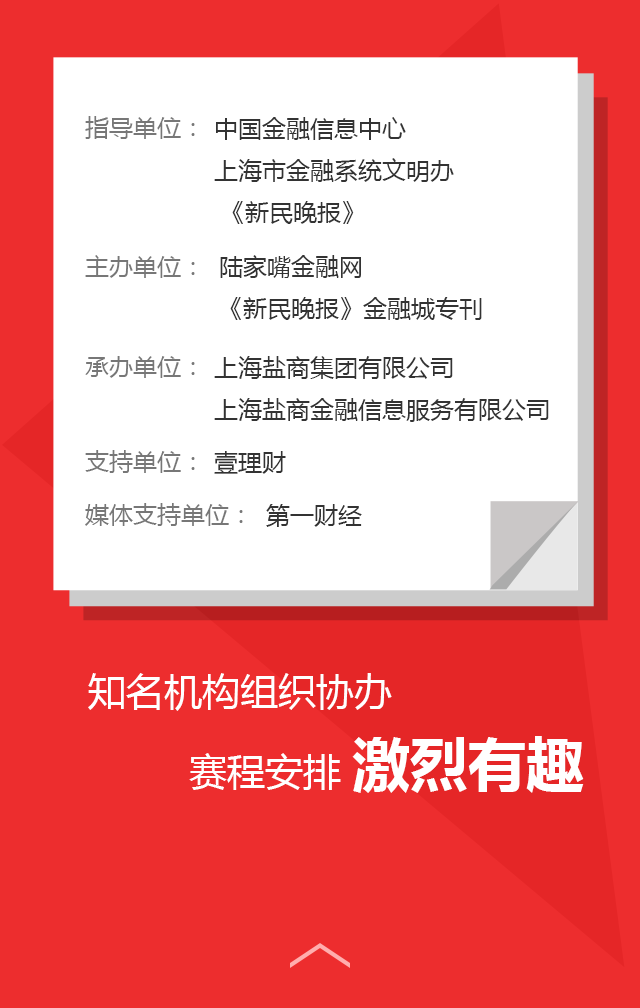 指导单位： 中国金融信息中心
上海市金融系统文明办
《新民晚报》
主办单位： 陆家嘴金融网
《新民晚报》金融城专刊
承办单位： 上海盐商集团有限公司
上海盐商金融信息服务有限公司
支持单位： 壹理财
媒体支持单位： 第一财经
知名机构组织协办
赛程安排 激烈有趣